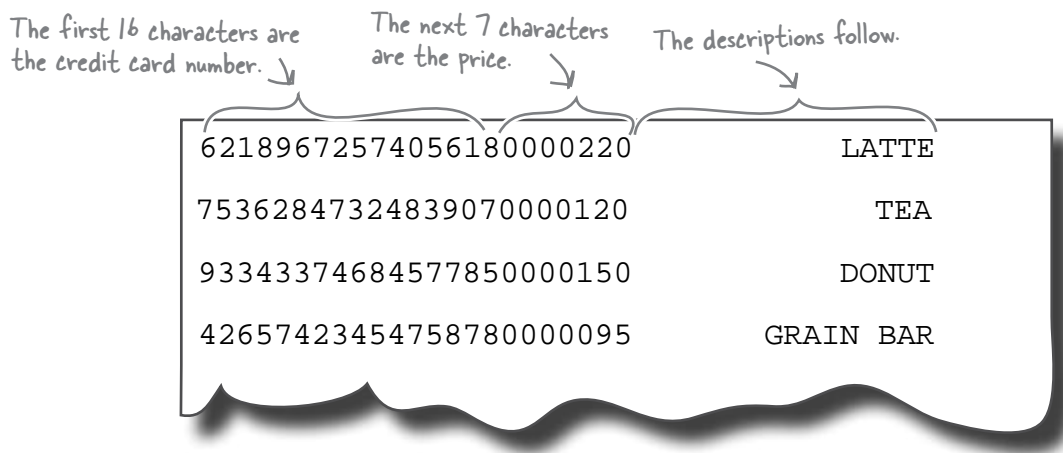 The first 16 characters are
the credit card number.
The next 7 characters
are the price.
The descriptions follow.
62189672574056180000220 LATTE
75362847324839070000120 TEA
93343374684577850000150 DONUT
42657423454758780000095 GRAIN BAR